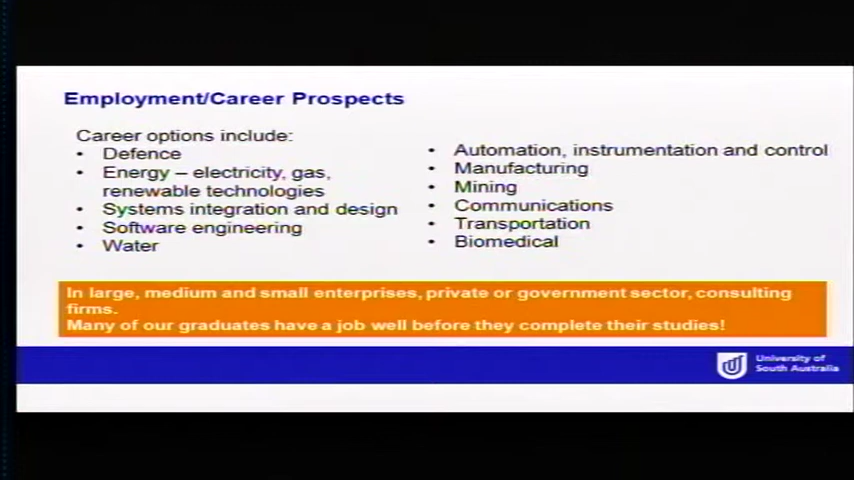 Employment/Career Prospects
Career options include:
• Defence
• Energy – electricity, gas,
renewable technologies
• Systems integration and design
• Software engineering
• Water
• Automation, instrumentation and control
• Manufacturing
• Mining
• Communications
• Transportation
• Biomedical
In large, medium and small enterprises, private or government sector, consulting
firms.
Many of our graduates have a job well before they complete their studies!
University of
South Australia